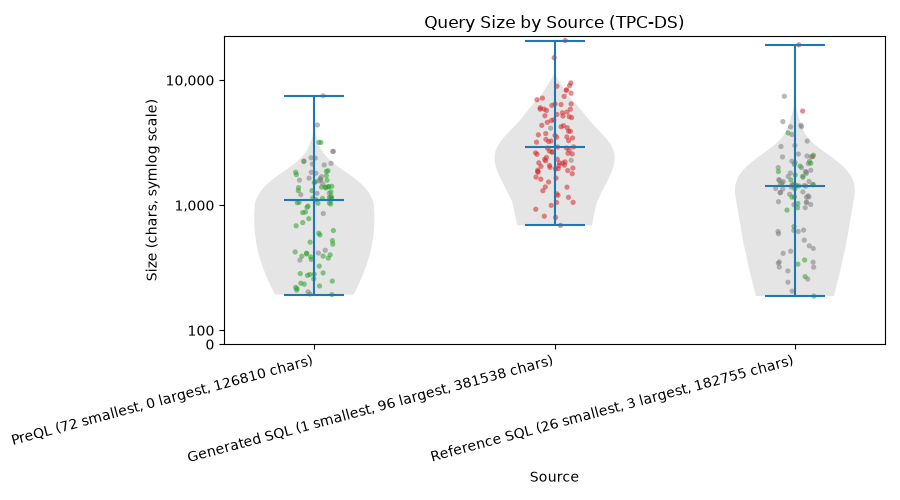 Query Size by Source (TPC-DS)
Size (chars, symlog scale)
10,000
1,000
100
0
PreQL (72 smallest, 0 largest, 126810 chars)
Generated SQL (1 smallest, 96 largest, 381538 chars)
Reference SQL (26 smallest, 3 largest, 182755 chars)
Source